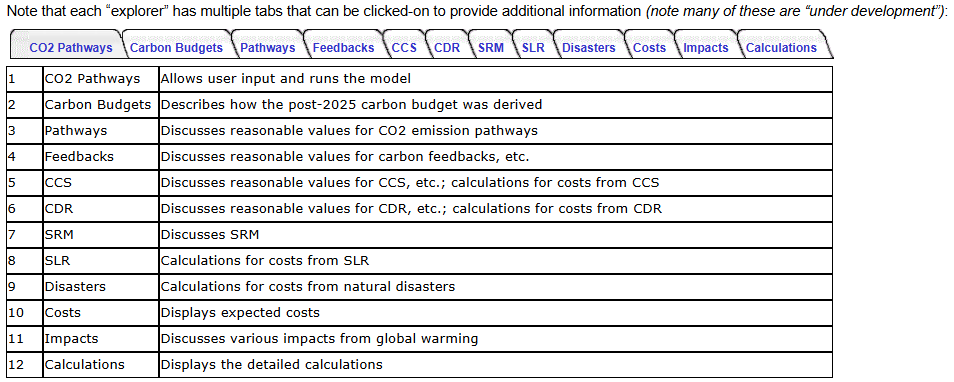 Note that each “explorer” has multiple tabs that can be clicked-on to provide additional information (note many of these are “under development”):
CO2 Pathways Carbon Budgets Pathways Feedbacks CCS CDR SRM SLR Disasters Costs Impacts Calculations
1 CO2 Pathways Allows user input and runs the model
2 Carbon Budgets Describes how the post-2025 carbon budget was derived
3 Pathways Discusses reasonable values for CO2 emission pathways
4 Feedbacks Discusses reasonable values for carbon feedbacks, etc.
5 CCS Discusses reasonable values for CCS, etc.; calculations for costs from CCS
6 CDR Discusses reasonable values for CDR, etc.; calculations for costs from CDR
7 SRM Discusses SRM
8 SLR Calculations for costs from SLR
9 Disasters Calculations for costs from natural disasters
10 Costs Displays expected costs
11 Impacts Discusses various impacts from global warming
12 Calculations Displays the detailed calculations